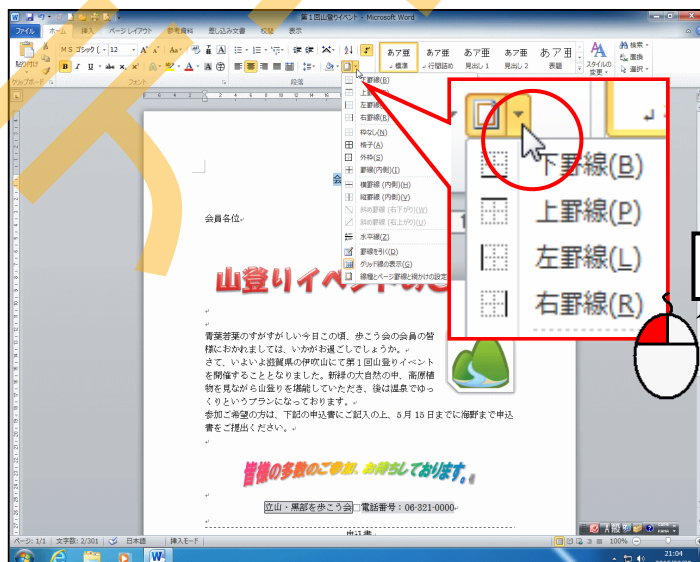 第1回山登りイベント - Microsoft Word
ファイル ホーム 挿入 ページ レイアウト 参考資料 差し込み文書 校閲 表示
MS ゴシック ( 12
貼り付け
あア亜 あア亜 あア亜 あア亜 あア亜
標準 行間詰め 見出し 1 見出し 2 表題
スタイルの変更
検索
置換
選択
クリップボード フォント 段落
下罫線(B)
上罫線(P)
左罫線(L)
右罫線(R)
枠なし(N)
格子(A)
外枠(S)
罫線(内側)(I)
横罫線 (内側)(H)
縦罫線 (内側)(V)
斜め罫線 (右下がり)(W)
斜め罫線 (右上がり)(U)
水平線(Z)
罫線を引く(D)
グリッド線の表示(G)
線種とページ罫線と網かけの設定
下罫線(B)
上罫線(P)
左罫線(L)
右罫線(R)
会
会員各位
山登りイベントのご
青葉若葉のすがすがしい今日この頃、歩こう会の会員の皆
様におかれましては、いかがお過ごしでしょうか。
さて、いよいよ滋賀県の伊吹山にて第1回山登りイベント
を開催することとなりました。新緑の大自然の中、高原植
物を見ながら山登りを堪能していただき、後は温泉でゆっ
くりというプランになっております。
参加ご希望の方は、下記の申込書にご記入の上、5月15日までに海野まで申込
書をご提出ください。
皆様の多数のご参加、お待ちしております。
立山・黒部を歩こう会□電話番号：06-321-0000
申込書
ページ: 1/1 文字数: 2/301 日本語 挿入モード
A 般
100%
21:04